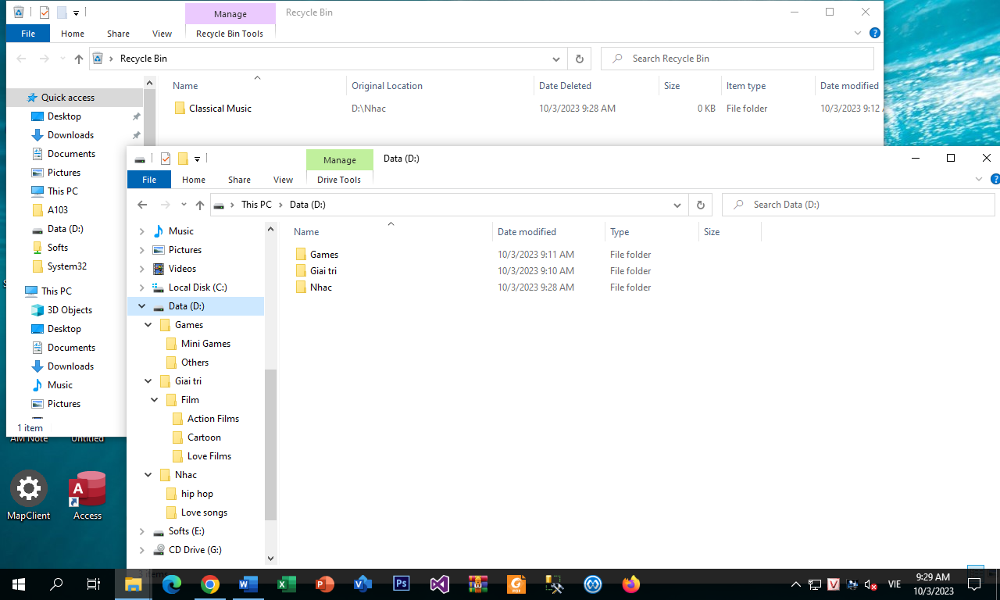 Manage
Recycle Bin
File
Home
Share
View
Recycle Bin Tools
Recycle Bin
Search Recycle Bin
Name
Original Location
Date Deleted
Size
Item type
Date modified
Classical Music
D:\Nhac
10/3/2023 9:28 AM
0 KB
File folder
10/3/2023 9:12
Quick access
Desktop
Downloads
Documents
Pictures
This PC
A103
Data (D:)
Softs
System32
This PC
3D Objects
Desktop
Documents
Downloads
Music
Pictures
1 item
Manage
Data (D:)
File
Home
Share
View
Drive Tools
This PC
Data (D:)
Search Data (D:)
Music
Pictures
Videos
Local Disk (C:)
Data (D:)
Games
Mini Games
Others
Giai tri
Film
Action Films
Cartoon
Love Films
Nhac
hip hop
Love songs
Softs (E:)
CD Drive (G:)
Name
Date modified
Type
Size
Games
10/3/2023 9:11 AM
File folder
Giai tri
10/3/2023 9:10 AM
File folder
Nhac
10/3/2023 9:28 AM
File folder
3 items
AM Note
Untitled
MapClient
A
Access
W
X
P
V
Ps
PDF
V
VIE
9:29 AM
10/3/2023